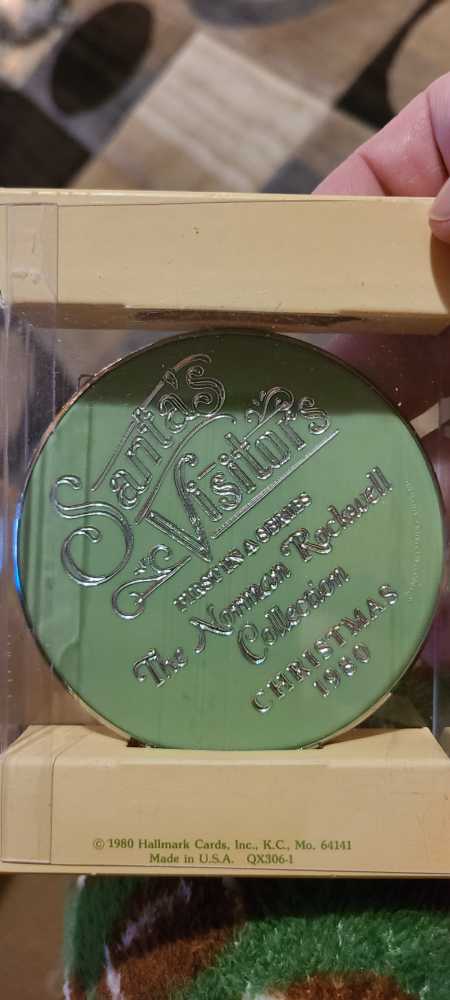 Santa's
Visitors
FIRST IN A SERIES
The Norman Rockwell
Collection
CHRISTMAS
1980
© 1980 Hallmark Cards, Inc., K.C., Mo. 64141
Made in U.S.A. QX306-1